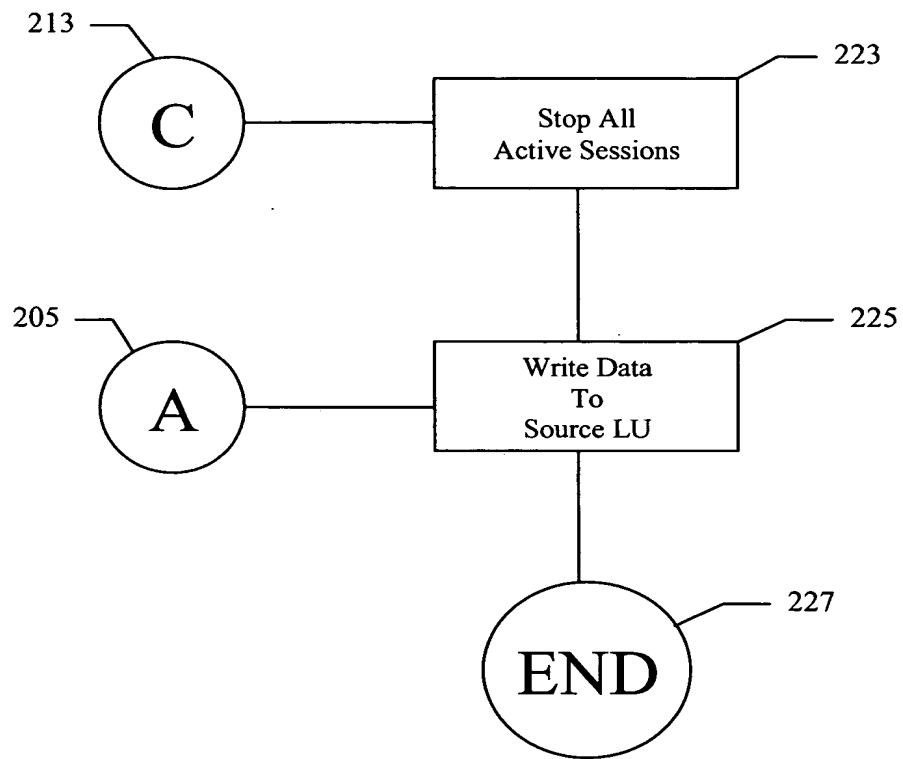 213
C
Stop All
Active Sessions
223
205
A
Write Data
To
Source LU
225
END
227